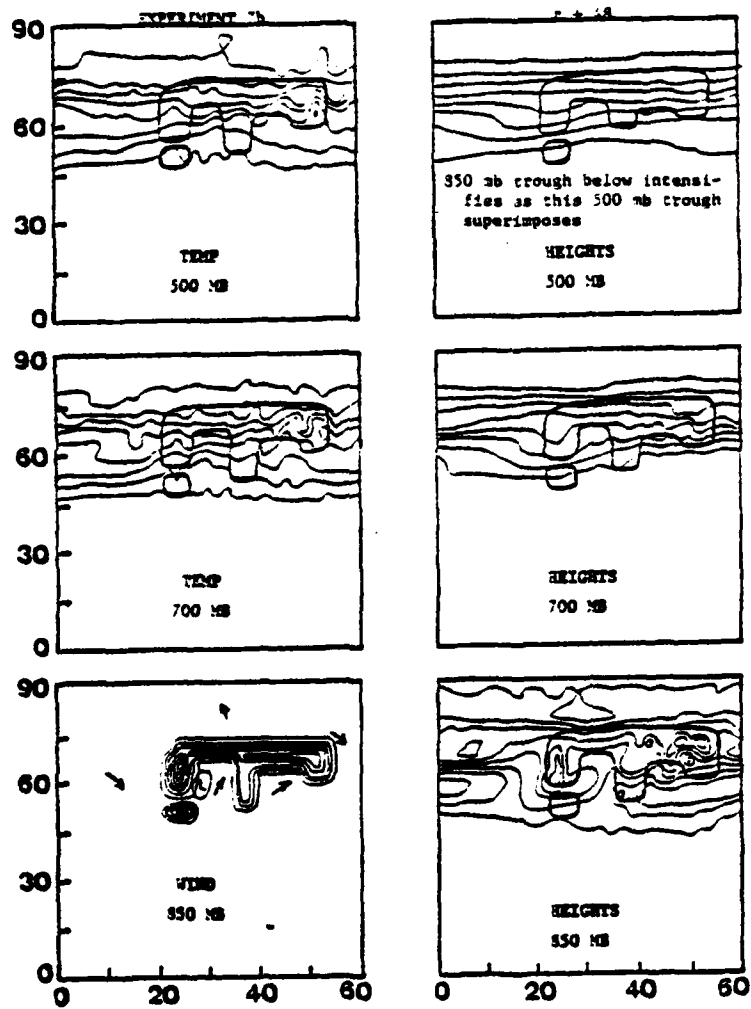 EXPERIMENT
90
60
30
0
850 mb trough below intensi-
fies as this 500 mb trough
superimposes
TEMP
500 MB
HEIGHTS
500 MB
90
60
30
0
TEMP
700 MB
HEIGHTS
700 MB
90
60
30
0
WIND
850 MB
HEIGHTS
850 MB
0
20
40
60
0
20
40
60